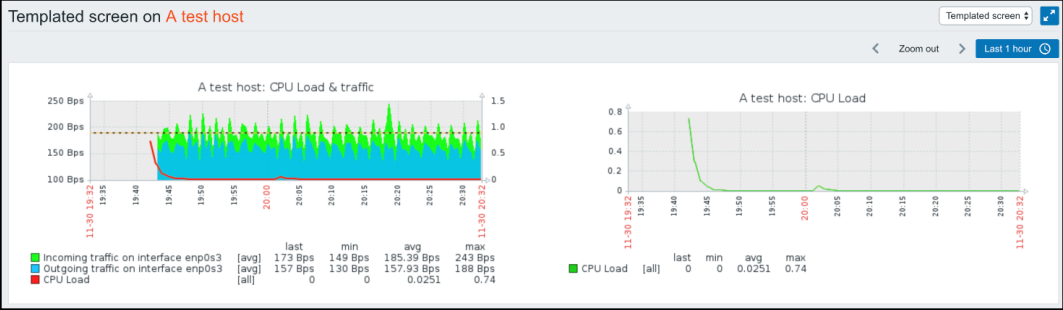 Templated screen on A test host
Templated screen
Zoom out
Last 1 hour
A test host: CPU Load & traffic
250 Bps
200 Bps
150 Bps
100 Bps
1.5
1.0
0.5
0
11-30 19:32
19:35
19:40
19:45
19:50
19:55
20:00
20:05
20:10
20:15
20:20
20:25
20:30
11-30 20:32
last min avg max
Incoming traffic on interface enp0s3 [avg] 173 Bps 149 Bps 185.39 Bps 243 Bps
Outgoing traffic on interface enp0s3 [avg] 157 Bps 130 Bps 157.93 Bps 188 Bps
CPU Load [all] 0 0 0.0251 0.74
A test host: CPU Load
0.8
0.6
0.4
0.2
0
11-30 19:32
19:35
19:40
19:45
19:50
19:55
20:00
20:05
20:10
20:15
20:20
20:25
20:30
11-30 20:32
last min avg max
CPU Load [all] 0 0 0.0251 0.74